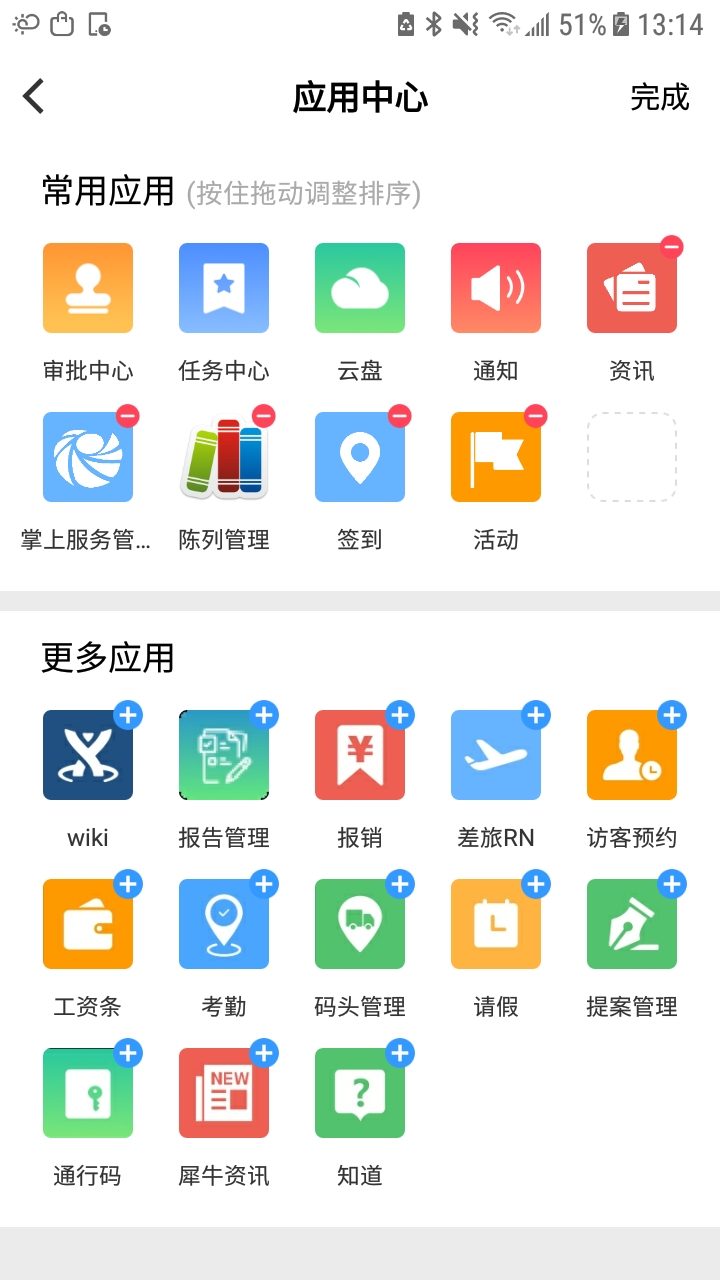 51% 13:14
应用中心 完成
常用应用 (按住拖动调整排序)
审批中心 任务中心 云盘 通知 资讯
掌上服务管... 陈列管理 签到 活动
更多应用
¥
wiki 报告管理 报销 差旅RN 访客预约
工资条 考勤 码头管理 请假 提案管理
NEW ?
通行码 犀牛资讯 知道